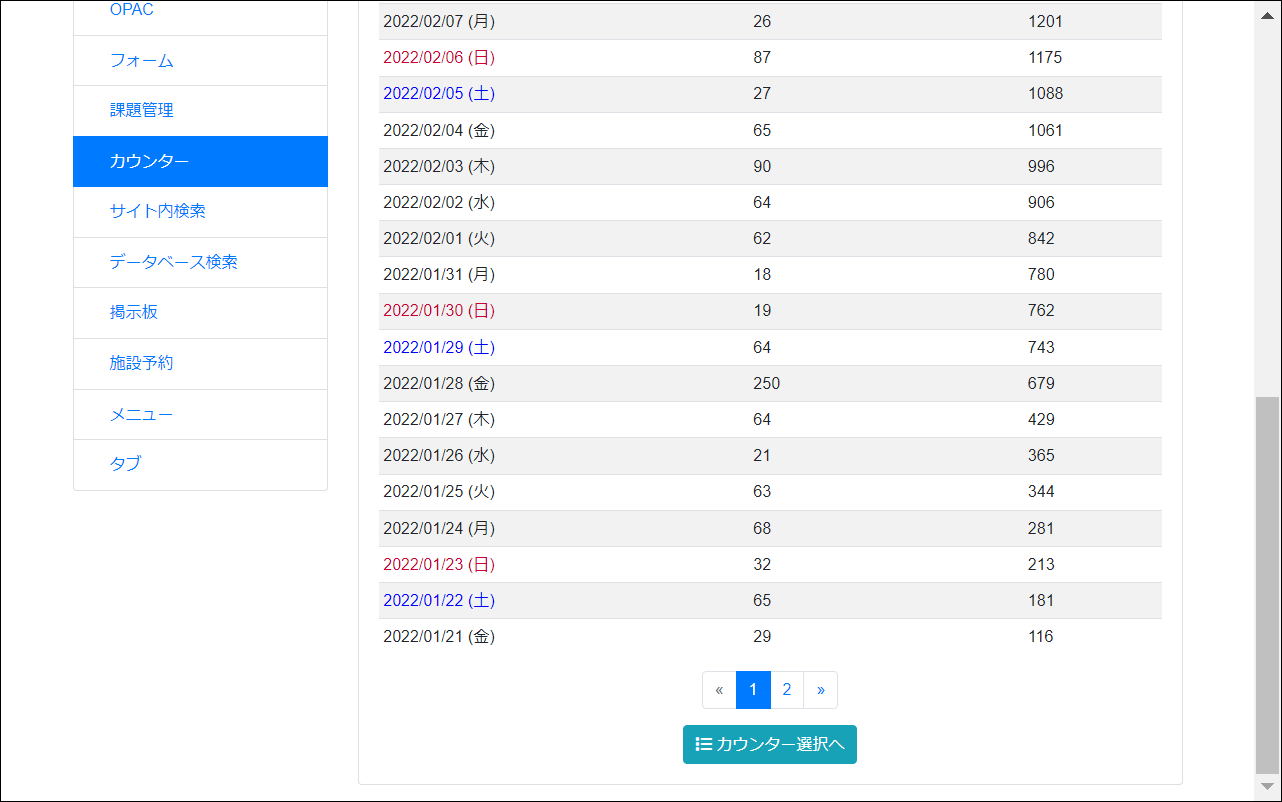 OPAC
フォーム
課題管理
カウンター
サイト内検索
データベース検索
掲示板
施設予約
メニュー
タブ
2022/02/07 (月) 26 1201
2022/02/06 (日) 87 1175
2022/02/05 (土) 27 1088
2022/02/04 (金) 65 1061
2022/02/03 (木) 90 996
2022/02/02 (水) 64 906
2022/02/01 (火) 62 842
2022/01/31 (月) 18 780
2022/01/30 (日) 19 762
2022/01/29 (土) 64 743
2022/01/28 (金) 250 679
2022/01/27 (木) 64 429
2022/01/26 (水) 21 365
2022/01/25 (火) 63 344
2022/01/24 (月) 68 281
2022/01/23 (日) 32 213
2022/01/22 (土) 65 181
2022/01/21 (金) 29 116
« 1 2 »
カウンター選択へ